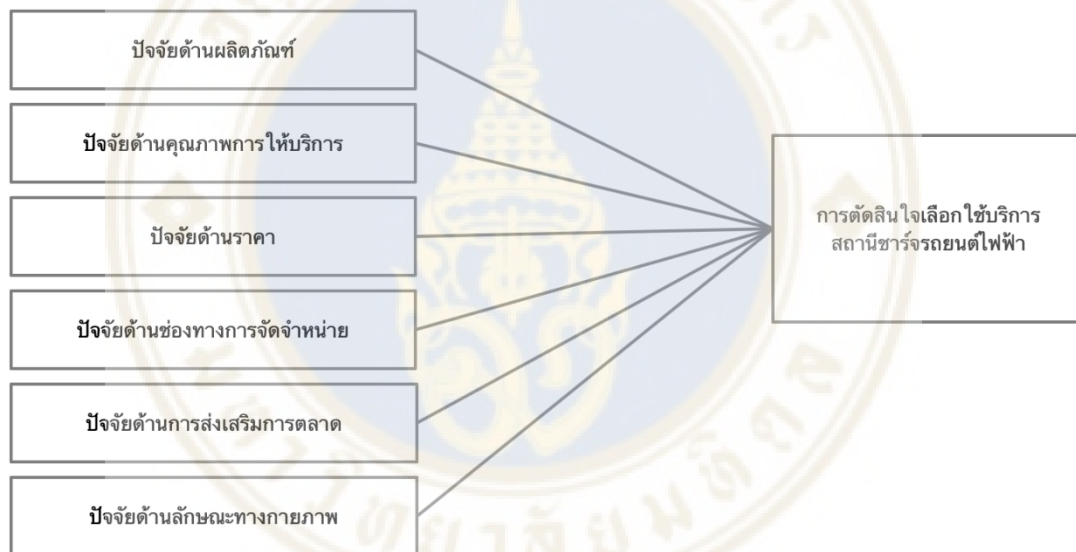 ปัจจัยด้านผลิตภัณฑ์
ปัจจัยด้านคุณภาพการให้บริการ
ปัจจัยด้านราคา
ปัจจัยด้านช่องทางการจัดจำหน่าย
ปัจจัยด้านการส่งเสริมการตลาด
ปัจจัยด้านลักษณะทางกายภาพ
การตัดสินใจเลือกใช้บริการ
สถานีชาร์จรถยนต์ไฟฟ้า